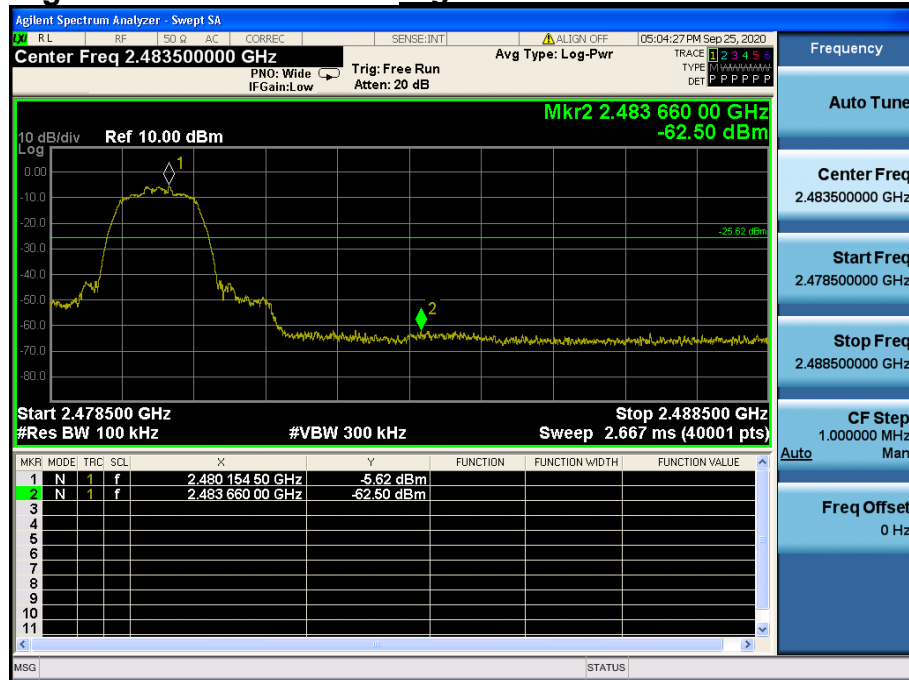 Agilent Spectrum Analyzer - Swept SA
LXI RL RF 50 Ω AC CORREC SENSE:INT ALIGN OFF 05:04:27 PM Sep 25, 2020
Center Freq 2.483500000 GHz
PNO: Wide
IFGain:Low
Trig: Free Run
Atten: 20 dB
Avg Type: Log-Pwr
TRACE 1 2 3 4 5 6
TYPE M W W W W W
DET P P P P P P
Mkr2 2.483 660 00 GHz
-62.50 dBm
10 dB/div Ref 10.00 dBm
Log
0.00
-10.0
-20.0
-30.0
-40.0
-50.0
-60.0
-70.0
-80.0
1
-25.62 dBm
2
Start 2.478500 GHz Stop 2.488500 GHz
#Res BW 100 kHz #VBW 300 kHz Sweep 2.667 ms (40001 pts)
MKR MODE TRC SCL X Y FUNCTION FUNCTION WIDTH FUNCTION VALUE
1 N 1 f 2.480 154 50 GHz -5.62 dBm
2 N 1 f 2.483 660 00 GHz -62.50 dBm
3
4
5
6
7
8
9
10
11
MSG STATUS
Frequency
Auto Tune
Center Freq
2.483500000 GHz
Start Freq
2.478500000 GHz
Stop Freq
2.488500000 GHz
CF Step
1.000000 MHz
Auto Man
Freq Offset
0 Hz